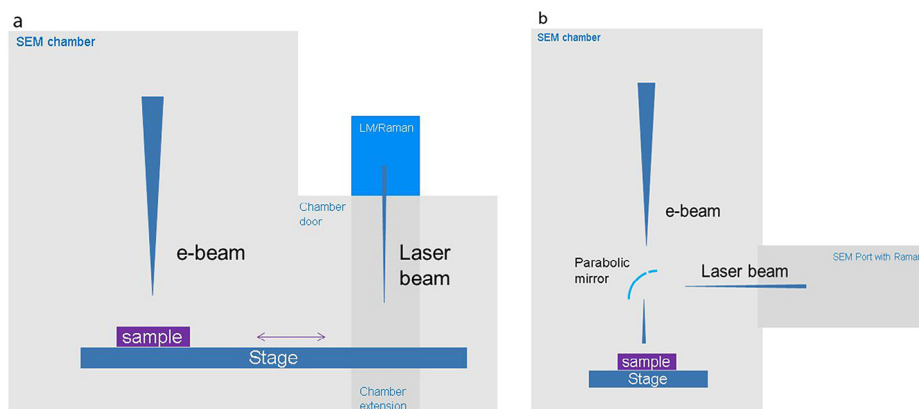 a
SEM chamber
LM/Raman
Chamber
door
e-beam
Laser
beam
sample
Stage
Chamber
extension
b
SEM chamber
e-beam
Parabolic
mirror
Laser beam
SEM Port with Raman
sample
Stage